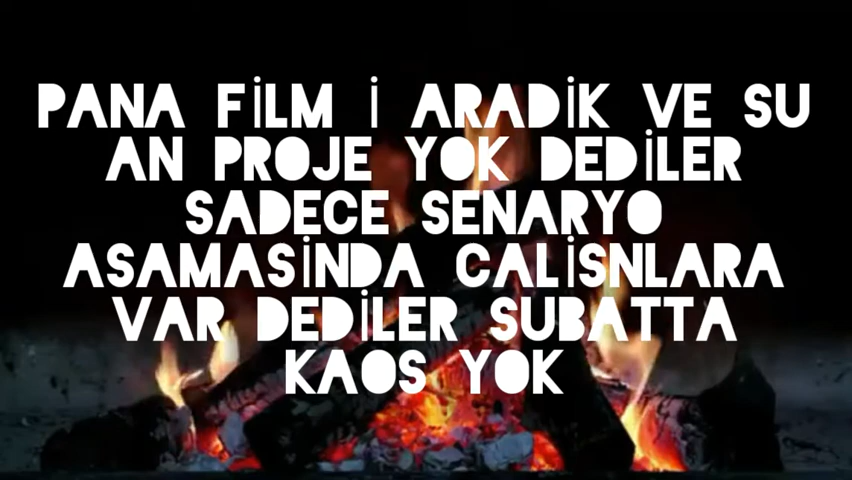 PANA FİLM İ ARADİK VE SU
AN PROJE YOK DEDİLER
SADECE SENARYO
ASAMASİNDA CALİSNLARA
VAR DEDİLER SUBATTA
KAOS YOK